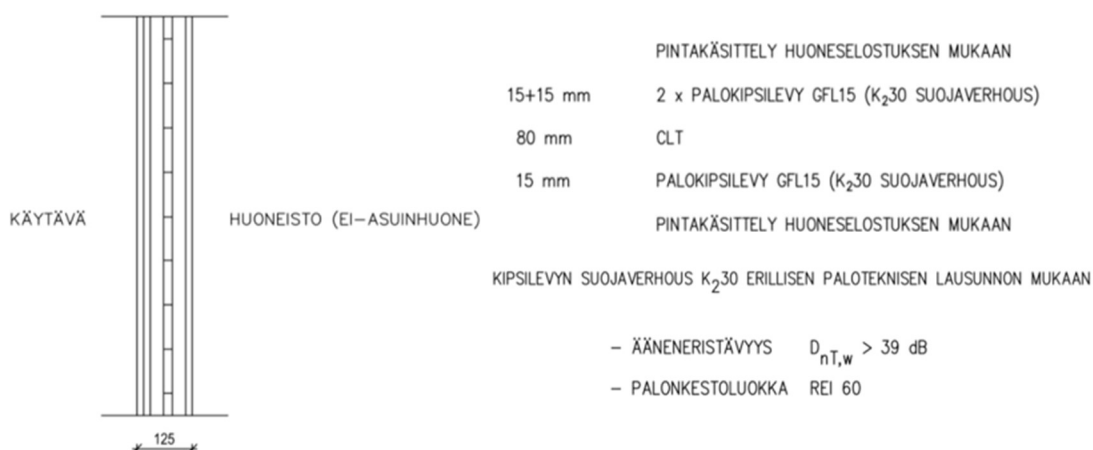 PINTAKÄSITTELY HUONESELOSTUKSEN MUKAAN
15+15 mm 2 x PALOKIPSILEVY GFL15 (K₂30 SUOJAVERHOUS)
80 mm CLT
15 mm PALOKIPSILEVY GFL15 (K₂30 SUOJAVERHOUS)
KÄYTÄVÄ HUONEISTO (EI-ASUINHUONE)
PINTAKÄSITTELY HUONESELOSTUKSEN MUKAAN
KIPSILEVYN SUOJAVERHOUS K₂30 ERILLISEN PALOTEKNISEN LAUSUNNON MUKAAN
- ÄÄNENERISTÄVYYS DnT,w > 39 dB
- PALONKESTOLUOKKA REI 60
125